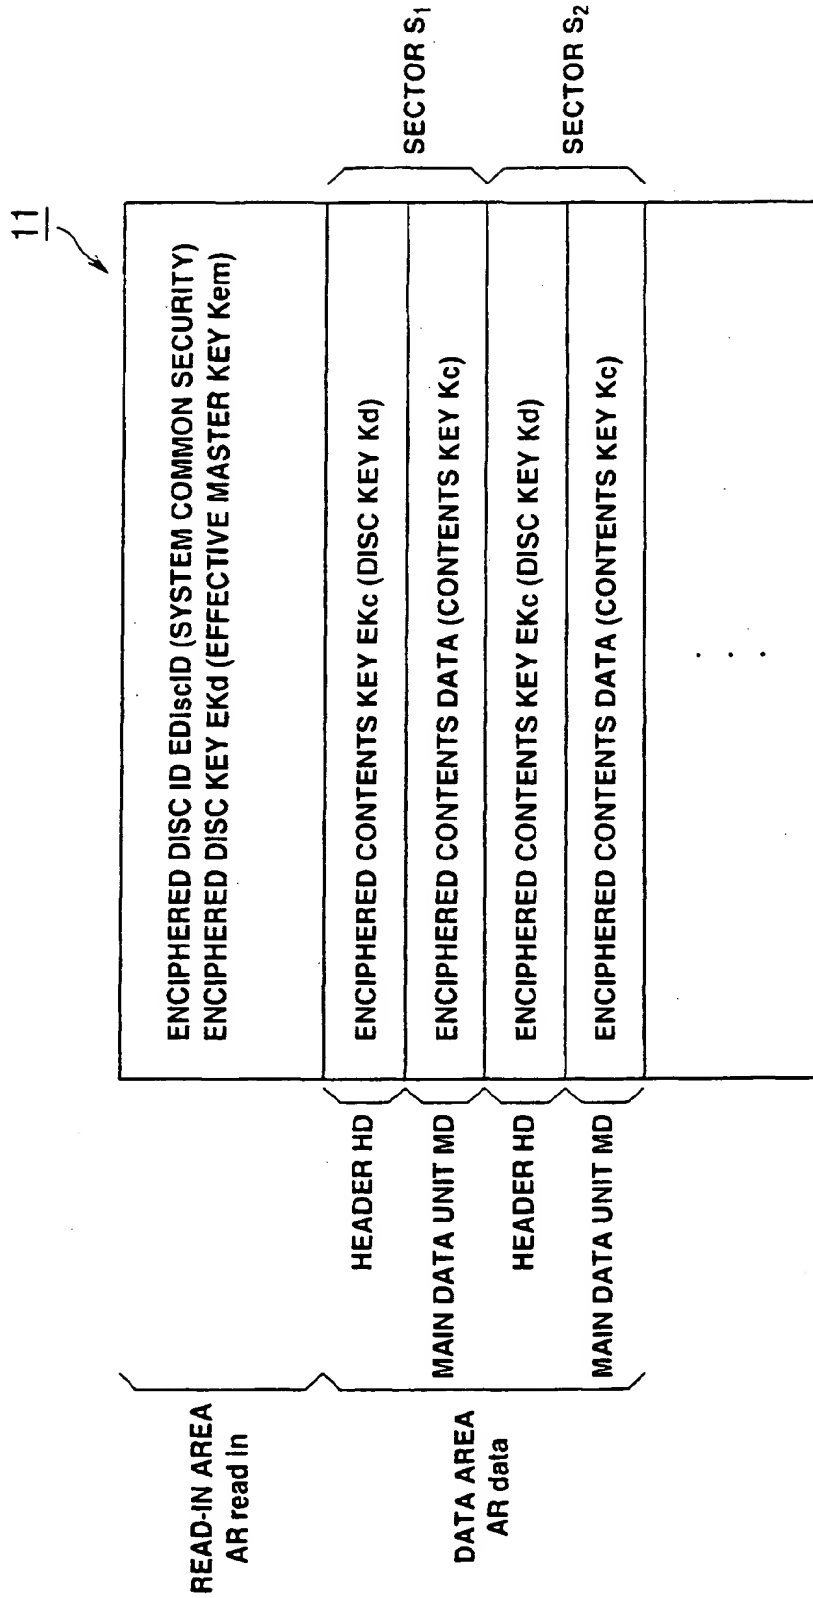 11
READ-IN AREA
AR read in
ENCIPHERED DISC ID EDiscID (SYSTEM COMMON SECURITY)
ENCIPHERED DISC KEY EKd (EFFECTIVE MASTER KEY Kem)
DATA AREA
AR data
HEADER HD
ENCIPHERED CONTENTS KEY EKc (DISC KEY Kd)
MAIN DATA UNIT MD
ENCIPHERED CONTENTS DATA (CONTENTS KEY Kc)
SECTOR S1
HEADER HD
ENCIPHERED CONTENTS KEY EKc (DISC KEY Kd)
MAIN DATA UNIT MD
ENCIPHERED CONTENTS DATA (CONTENTS KEY Kc)
SECTOR S2
. . .